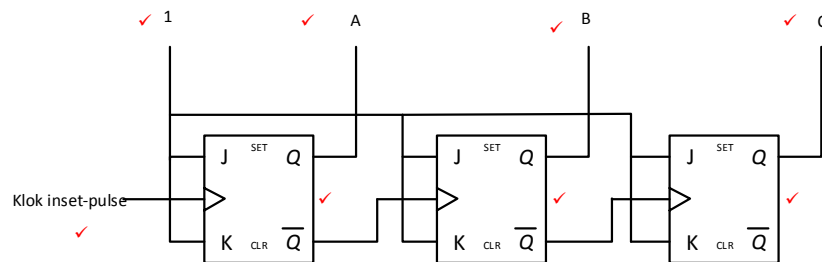 1 A B C
SET SET SET
J Q J Q J Q
Klok inset-pulse
K CLR Q K CLR Q K CLR Q